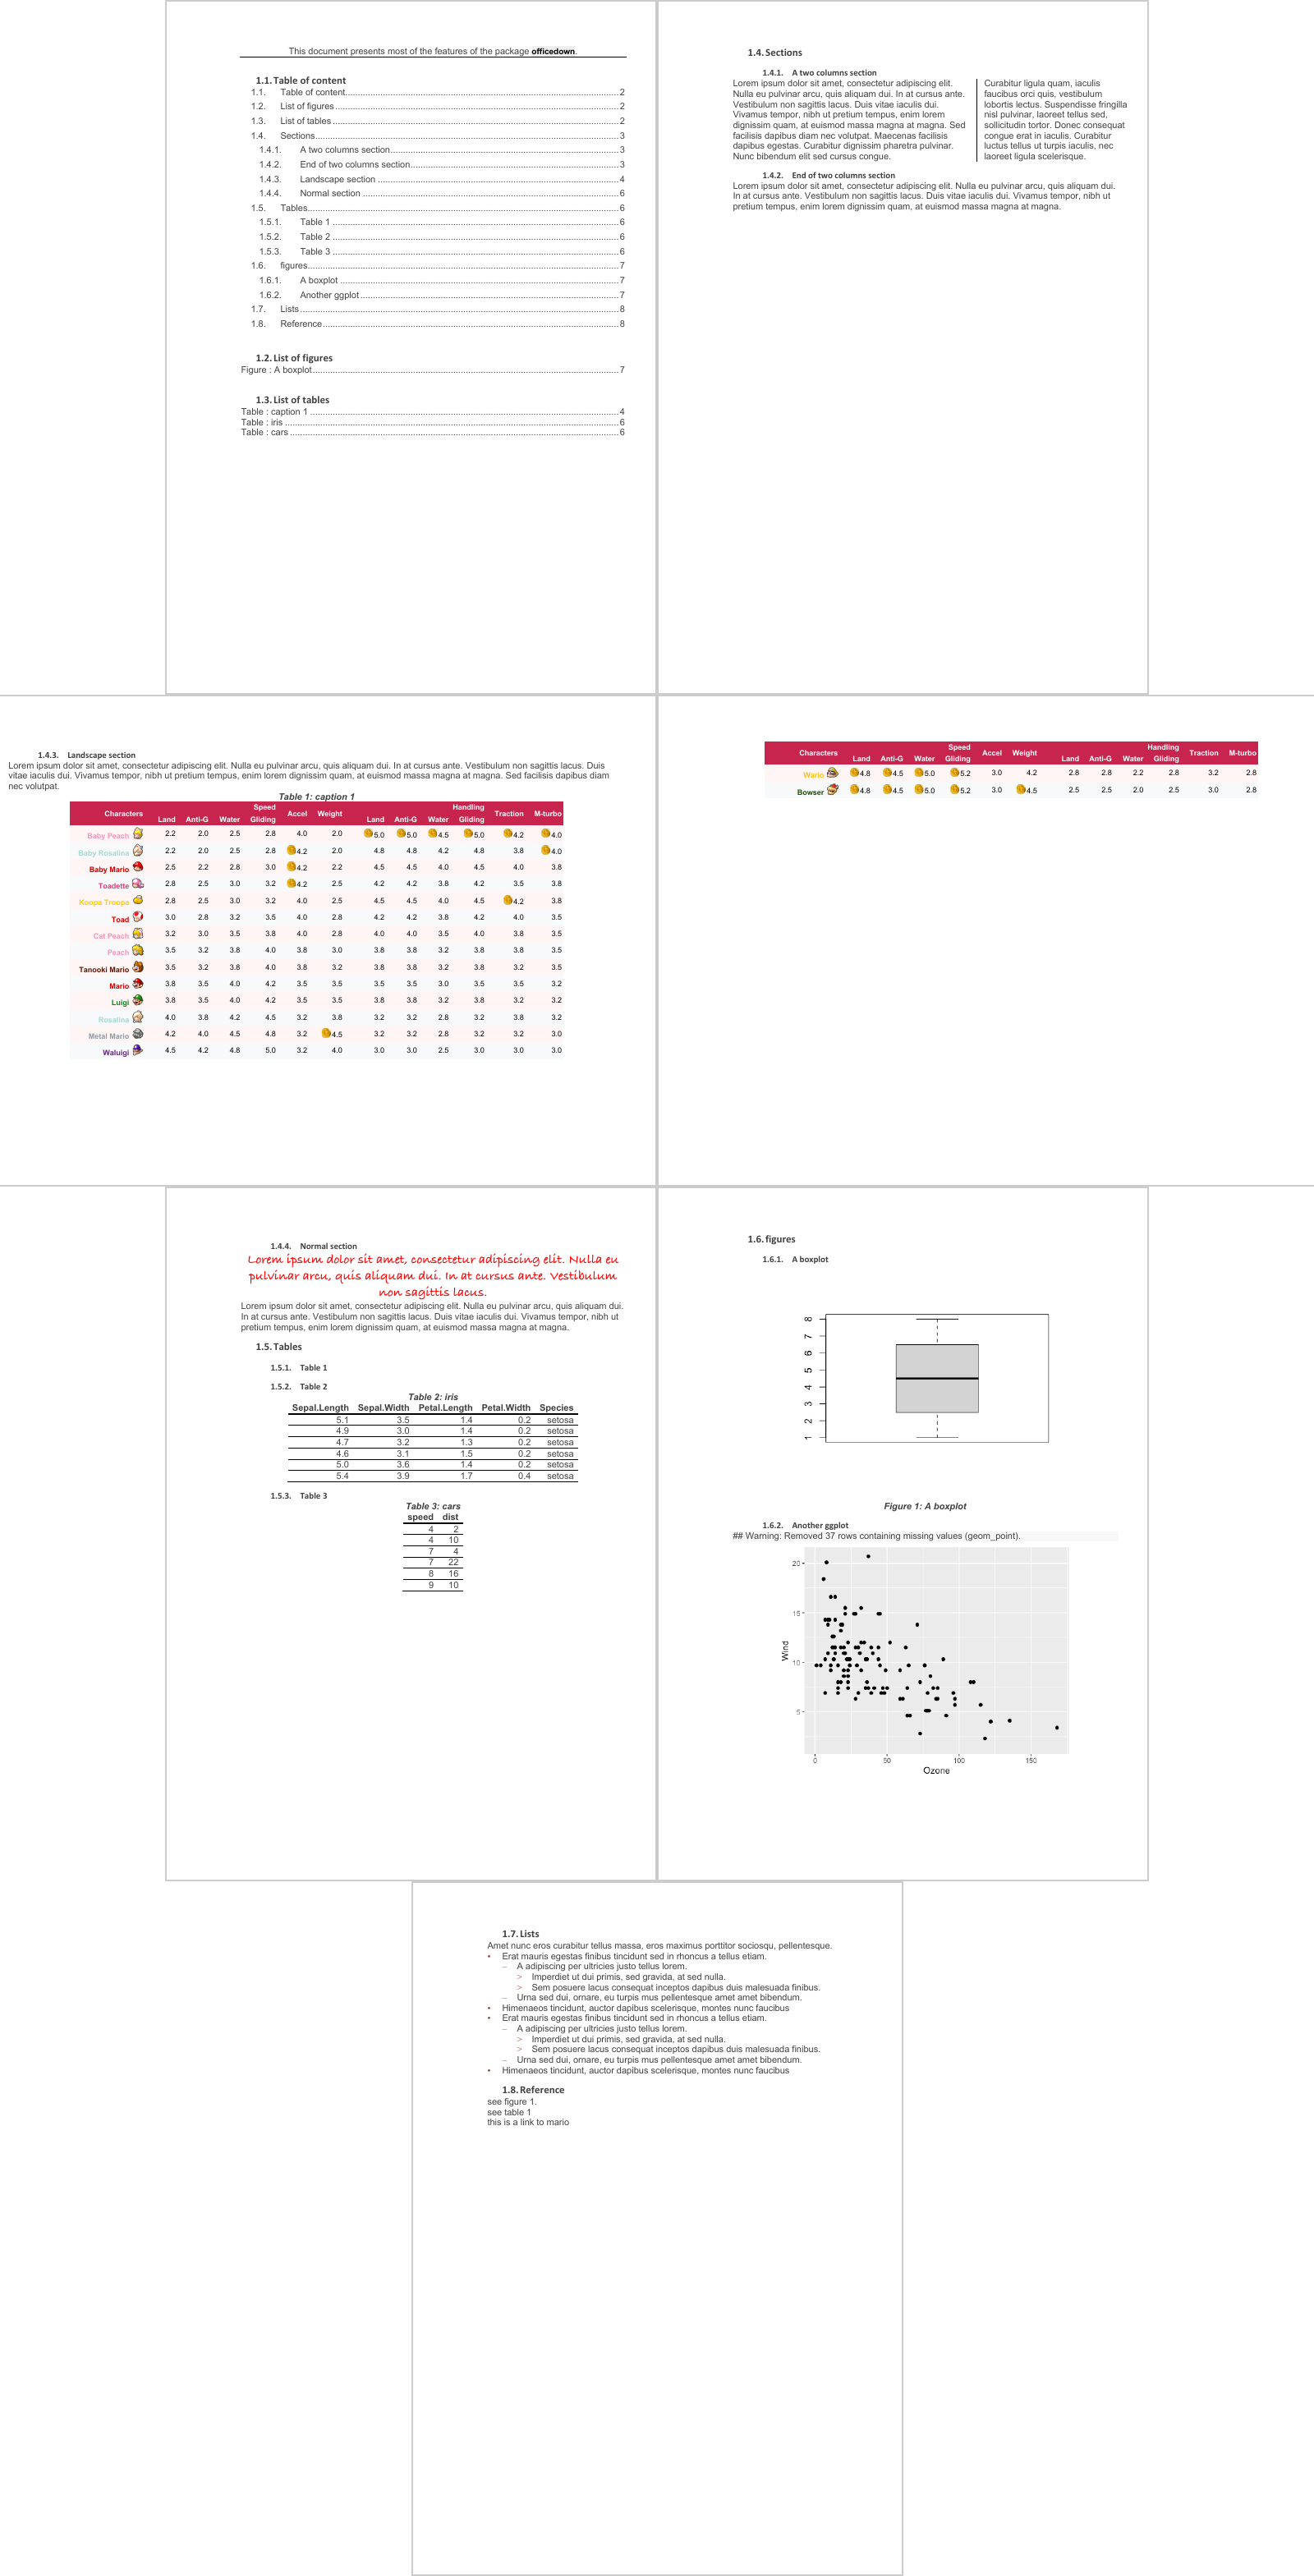 This document presents most of the features of the package officedown.
1.1. Table of content
1.1. Table of content 2
1.2. List of figures 2
1.3. List of tables 2
1.4. Sections 3
1.4.1. A two columns section 3
1.4.2. End of two columns section 3
1.4.3. Landscape section 4
1.4.4. Normal section 6
1.5. Tables 6
1.5.1. Table 1 6
1.5.2. Table 2 6
1.5.3. Table 3 6
1.6. figures 7
1.6.1. A boxplot 7
1.6.2. Another ggplot 7
1.7. Lists 8
1.8. Reference 8
1.2. List of figures
Figure : A boxplot 7
1.3. List of tables
Table : caption 1 4
Table : iris 6
Table : cars 6
1.4. Sections
1.4.1. A two columns section
Lorem ipsum dolor sit amet, consectetur adipiscing elit.
Nulla eu pulvinar arcu, quis aliquam dui. In at cursus ante.
Vestibulum non sagittis lacus. Duis vitae iaculis dui.
Vivamus tempor, nibh ut pretium tempus, enim lorem
dignissim quam, at euismod massa magna at magna. Sed
facilisis dapibus diam nec volutpat. Maecenas facilisis
dapibus egestas. Curabitur dignissim pharetra pulvinar.
Nunc bibendum elit sed cursus congue.
Curabitur ligula quam, iaculis
faucibus orci quis, vestibulum
lobortis lectus. Suspendisse fringilla
nisl pulvinar, laoreet tellus sed,
sollicitudin tortor. Donec consequat
congue erat in iaculis. Curabitur
luctus tellus ut turpis iaculis, nec
laoreet ligula scelerisque.
1.4.2. End of two columns section
Lorem ipsum dolor sit amet, consectetur adipiscing elit. Nulla eu pulvinar arcu, quis aliquam dui.
In at cursus ante. Vestibulum non sagittis lacus. Duis vitae iaculis dui. Vivamus tempor, nibh ut
pretium tempus, enim lorem dignissim quam, at euismod massa magna at magna.
1.4.3. Landscape section
Lorem ipsum dolor sit amet, consectetur adipiscing elit. Nulla eu pulvinar arcu, quis aliquam dui. In at cursus ante. Vestibulum non sagittis lacus. Duis
vitae iaculis dui. Vivamus tempor, nibh ut pretium tempus, enim lorem dignissim quam, at euismod massa magna at magna. Sed facilisis dapibus diam
nec volutpat.
Table 1: caption 1
Speed Handling
Characters Accel Weight Traction M-turbo
Land Anti-G Water Gliding Land Anti-G Water Gliding
Baby Peach 2.2 2.0 2.5 2.8 4.0 2.0 5.0 5.0 4.5 5.0 4.2 4.0
Baby Rosalina 2.2 2.0 2.5 2.8 4.2 2.0 4.8 4.8 4.2 4.8 3.8 4.0
Baby Mario 2.5 2.2 2.8 3.0 4.2 2.2 4.5 4.5 4.0 4.5 4.0 3.8
Toadette 2.8 2.5 3.0 3.2 4.2 2.5 4.2 4.2 3.8 4.2 3.5 3.8
Koopa Troopa 2.8 2.5 3.0 3.2 4.0 2.5 4.5 4.5 4.0 4.5 4.2 3.8
Toad 3.0 2.8 3.2 3.5 4.0 2.8 4.2 4.2 3.8 4.2 4.0 3.5
Cat Peach 3.2 3.0 3.5 3.8 4.0 2.8 4.0 4.0 3.5 4.0 3.8 3.5
Peach 3.5 3.2 3.8 4.0 3.8 3.0 3.8 3.8 3.2 3.8 3.8 3.5
Tanooki Mario 3.5 3.2 3.8 4.0 3.8 3.2 3.8 3.8 3.2 3.8 3.2 3.5
Mario 3.8 3.5 4.0 4.2 3.5 3.5 3.5 3.5 3.0 3.5 3.5 3.2
Luigi 3.8 3.5 4.0 4.2 3.5 3.5 3.8 3.8 3.2 3.8 3.2 3.2
Rosalina 4.0 3.8 4.2 4.5 3.2 3.8 3.2 3.2 2.8 3.2 3.8 3.2
Metal Mario 4.2 4.0 4.5 4.8 3.2 4.5 3.2 3.2 2.8 3.2 3.2 3.0
Waluigi 4.5 4.2 4.8 5.0 3.2 4.0 3.0 3.0 2.5 3.0 3.0 3.0
Speed Handling
Characters Accel Weight Traction M-turbo
Land Anti-G Water Gliding Land Anti-G Water Gliding
Wario 4.8 4.5 5.0 5.2 3.0 4.2 2.8 2.8 2.2 2.8 3.2 2.8
Bowser 4.8 4.5 5.0 5.2 3.0 4.5 2.5 2.5 2.0 2.5 3.0 2.8
1.4.4. Normal section
Lorem ipsum dolor sit amet, consectetur adipiscing elit. Nulla eu
pulvinar arcu, quis aliquam dui. In at cursus ante. Vestibulum
non sagittis lacus.
Lorem ipsum dolor sit amet, consectetur adipiscing elit. Nulla eu pulvinar arcu, quis aliquam dui.
In at cursus ante. Vestibulum non sagittis lacus. Duis vitae iaculis dui. Vivamus tempor, nibh ut
pretium tempus, enim lorem dignissim quam, at euismod massa magna at magna.
1.5. Tables
1.5.1. Table 1
1.5.2. Table 2
Table 2: iris
Sepal.Length Sepal.Width Petal.Length Petal.Width Species
5.1 3.5 1.4 0.2 setosa
4.9 3.0 1.4 0.2 setosa
4.7 3.2 1.3 0.2 setosa
4.6 3.1 1.5 0.2 setosa
5.0 3.6 1.4 0.2 setosa
5.4 3.9 1.7 0.4 setosa
1.5.3. Table 3
Table 3: cars
speed dist
4 2
4 10
7 4
7 22
8 16
9 10
1.6. figures
1.6.1. A boxplot
8
7
6
5
4
3
2
1
Figure 1: A boxplot
1.6.2. Another ggplot
## Warning: Removed 37 rows containing missing values (geom_point).
20
15
10
5
Wind
0 50 100 150
Ozone
1.7. Lists
Amet nunc eros curabitur tellus massa, eros maximus porttitor sociosqu, pellentesque.
• Erat mauris egestas finibus tincidunt sed in rhoncus a tellus etiam.
– A adipiscing per ultricies justo tellus lorem.
> Imperdiet ut dui primis, sed gravida, at sed nulla.
> Sem posuere lacus consequat inceptos dapibus duis malesuada finibus.
– Urna sed dui, ornare, eu turpis mus pellentesque amet amet bibendum.
• Himenaeos tincidunt, auctor dapibus scelerisque, montes nunc faucibus
• Erat mauris egestas finibus tincidunt sed in rhoncus a tellus etiam.
– A adipiscing per ultricies justo tellus lorem.
> Imperdiet ut dui primis, sed gravida, at sed nulla.
> Sem posuere lacus consequat inceptos dapibus duis malesuada finibus.
– Urna sed dui, ornare, eu turpis mus pellentesque amet amet bibendum.
• Himenaeos tincidunt, auctor dapibus scelerisque, montes nunc faucibus
1.8. Reference
see figure 1.
see table 1
this is a link to mario